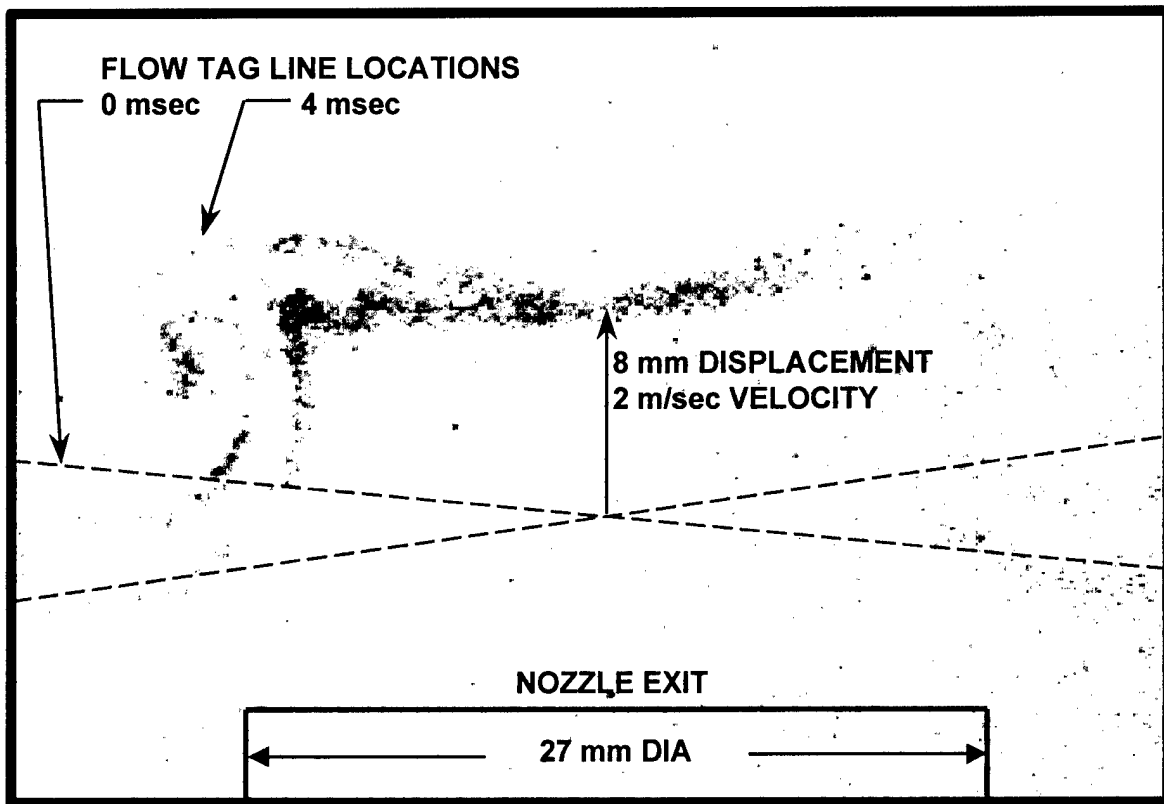 FLOW TAG LINE LOCATIONS
0 msec 4 msec
8 mm DISPLACEMENT
2 m/sec VELOCITY
NOZZLE EXIT
27 mm DIA